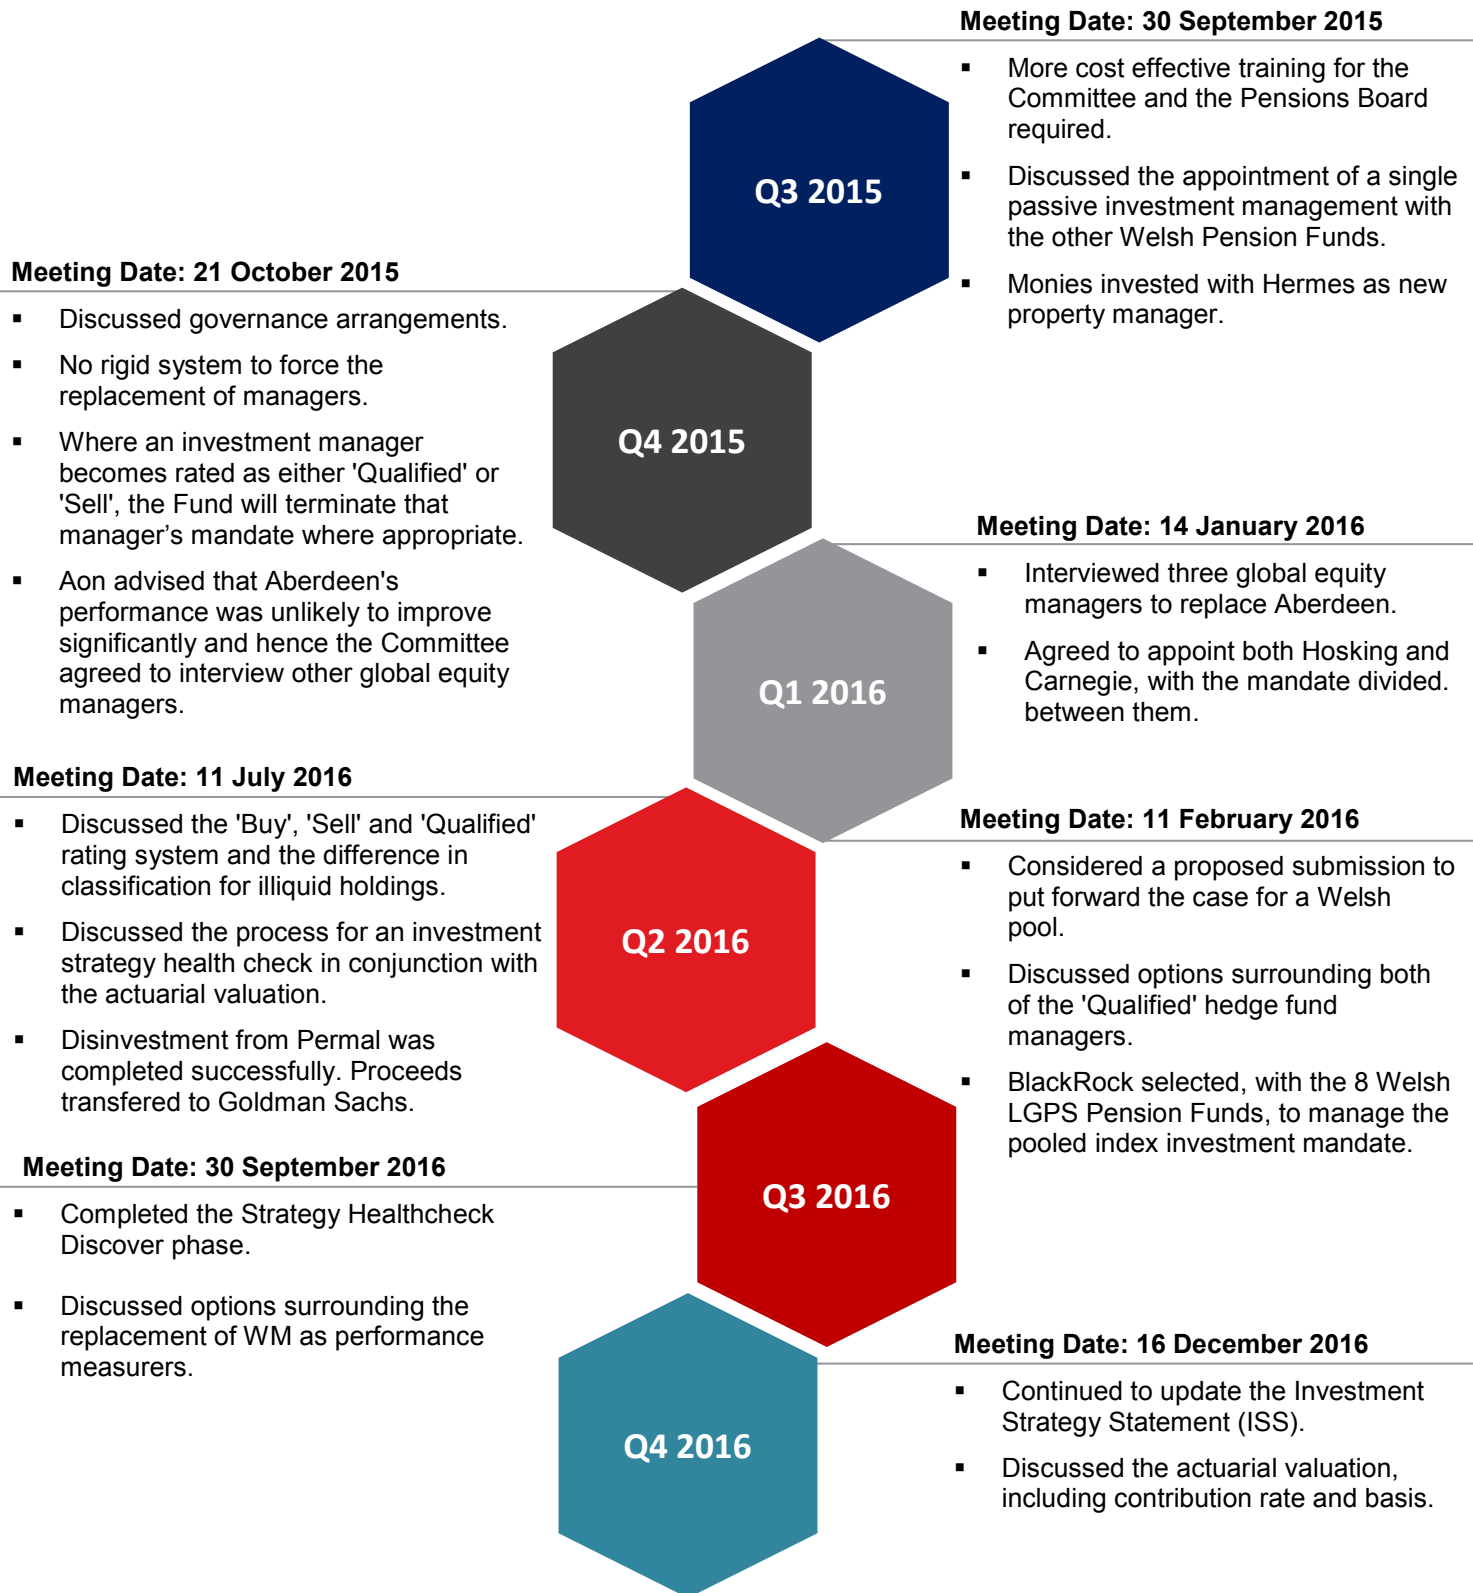 Meeting Date: 30 September 2015
▪ More cost effective training for the
Committee and the Pensions Board
required.
▪ Discussed the appointment of a single
passive investment management with
the other Welsh Pension Funds.
▪ Monies invested with Hermes as new
property manager.
Q3 2015
Meeting Date: 21 October 2015
▪ Discussed governance arrangements.
▪ No rigid system to force the
replacement of managers.
▪ Where an investment manager
becomes rated as either 'Qualified' or
'Sell', the Fund will terminate that
manager’s mandate where appropriate.
▪ Aon advised that Aberdeen's
performance was unlikely to improve
significantly and hence the Committee
agreed to interview other global equity
managers.
Q4 2015
Meeting Date: 14 January 2016
▪ Interviewed three global equity
managers to replace Aberdeen.
▪ Agreed to appoint both Hosking and
Carnegie, with the mandate divided.
between them.
Q1 2016
Meeting Date: 11 February 2016
▪ Considered a proposed submission to
put forward the case for a Welsh
pool.
▪ Discussed options surrounding both
of the 'Qualified' hedge fund
managers.
▪ BlackRock selected, with the 8 Welsh
LGPS Pension Funds, to manage the
pooled index investment mandate.
Meeting Date: 11 July 2016
▪ Discussed the 'Buy', 'Sell' and 'Qualified'
rating system and the difference in
classification for illiquid holdings.
▪ Discussed the process for an investment
strategy health check in conjunction with
the actuarial valuation.
▪ Disinvestment from Permal was
completed successfully. Proceeds
transfered to Goldman Sachs.
Q2 2016
Meeting Date: 30 September 2016
▪ Completed the Strategy Healthcheck
Discover phase.
▪ Discussed options surrounding the
replacement of WM as performance
measurers.
Q3 2016
Meeting Date: 16 December 2016
▪ Continued to update the Investment
Strategy Statement (ISS).
▪ Discussed the actuarial valuation,
including contribution rate and basis.
Q4 2016